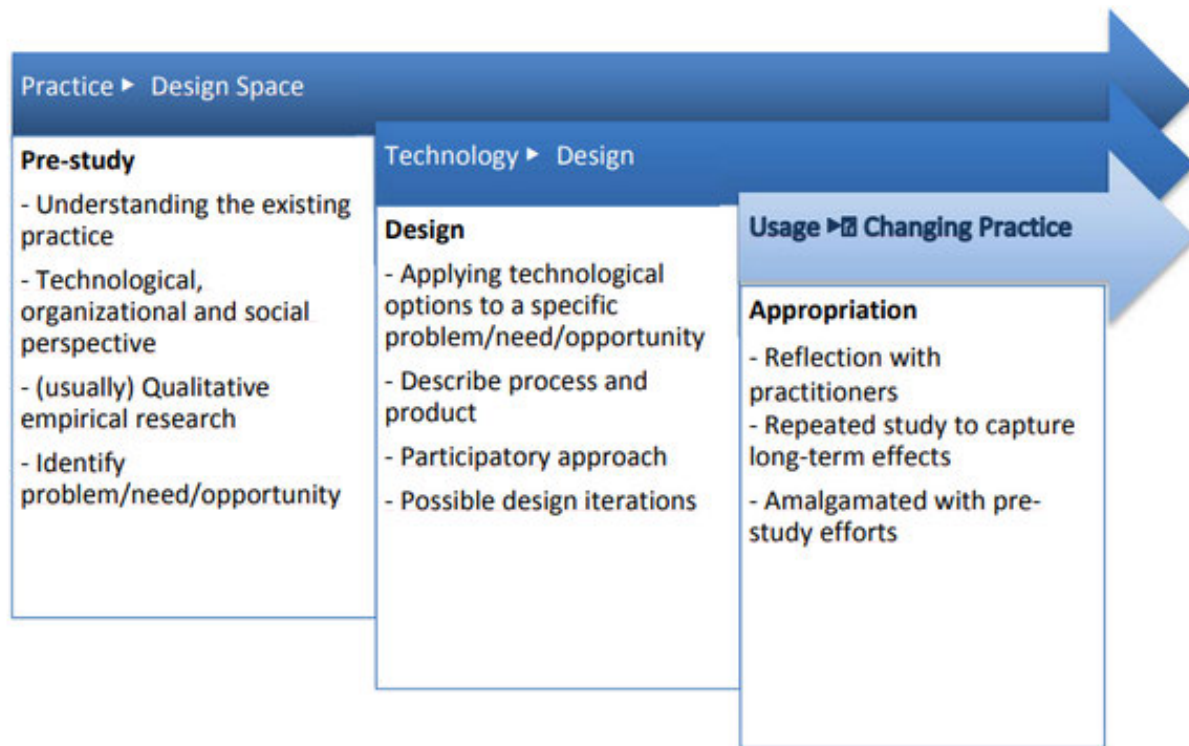 Practice ▶ Design Space
Pre-study
- Understanding the existing
practice
- Technological,
organizational and social
perspective
- (usually) Qualitative
empirical research
- Identify
problem/need/opportunity
Technology ▶ Design
Design
- Applying technological
options to a specific
problem/need/opportunity
- Describe process and
product
- Participatory approach
- Possible design iterations
Usage ▶⍰ Changing Practice
Appropriation
- Reflection with
practitioners
- Repeated study to capture
long-term effects
- Amalgamated with pre-
study efforts